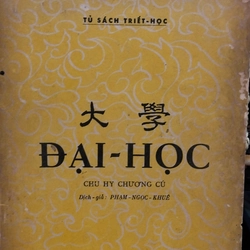 TỦ SÁCH TRIẾT-HỌC
大學
ĐẠI-HỌC
CHU HY CHƯƠNG CÚ
Dịch-giả: PHẠM-NGỌC-KHUÊ